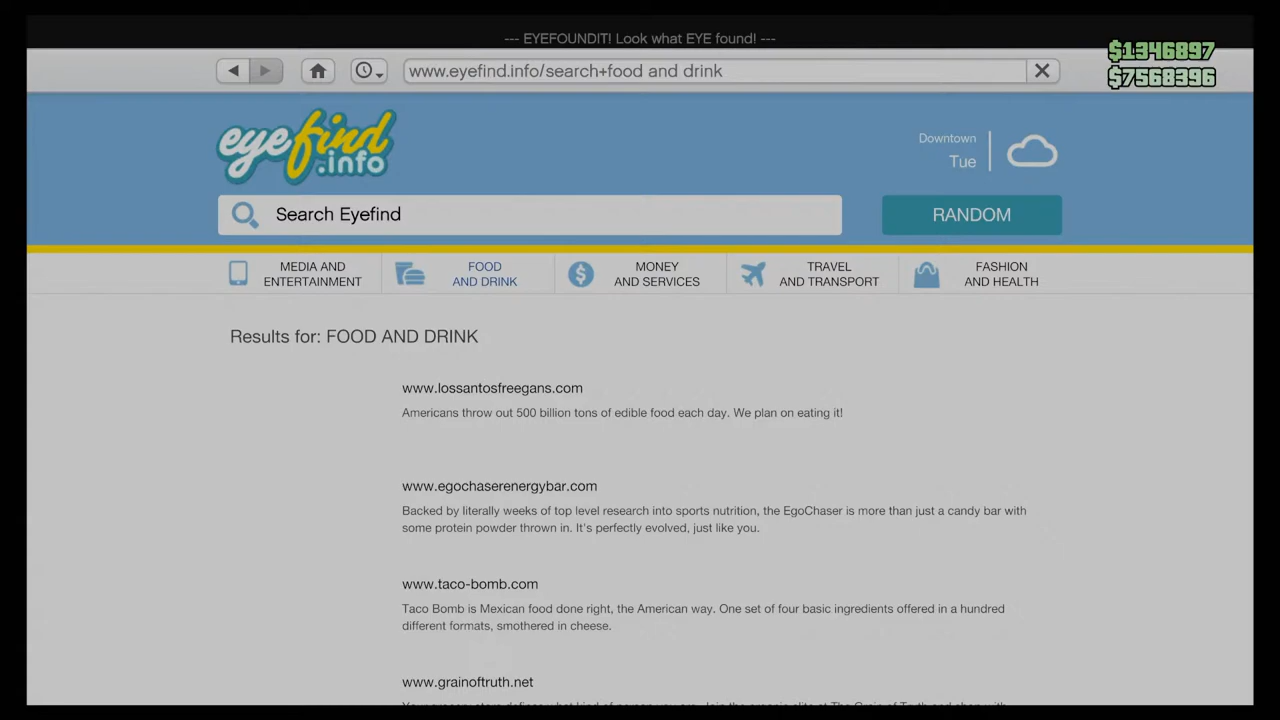 --- EYEFOUNDIT! Look what EYE found! ---
$1346897
$7568396
www.eyefind.info/search+food and drink
eyefind
.info
Downtown
Tue
Search Eyefind
RANDOM
MEDIA AND
ENTERTAINMENT
FOOD
AND DRINK
MONEY
AND SERVICES
TRAVEL
AND TRANSPORT
FASHION
AND HEALTH
Results for: FOOD AND DRINK
www.lossantosfreegans.com
Americans throw out 500 billion tons of edible food each day. We plan on eating it!
www.egochaserenergybar.com
Backed by literally weeks of top level research into sports nutrition, the EgoChaser is more than just a candy bar with
some protein powder thrown in. It's perfectly evolved, just like you.
www.taco-bomb.com
Taco Bomb is Mexican food done right, the American way. One set of four basic ingredients offered in a hundred
different formats, smothered in cheese.
www.grainoftruth.net